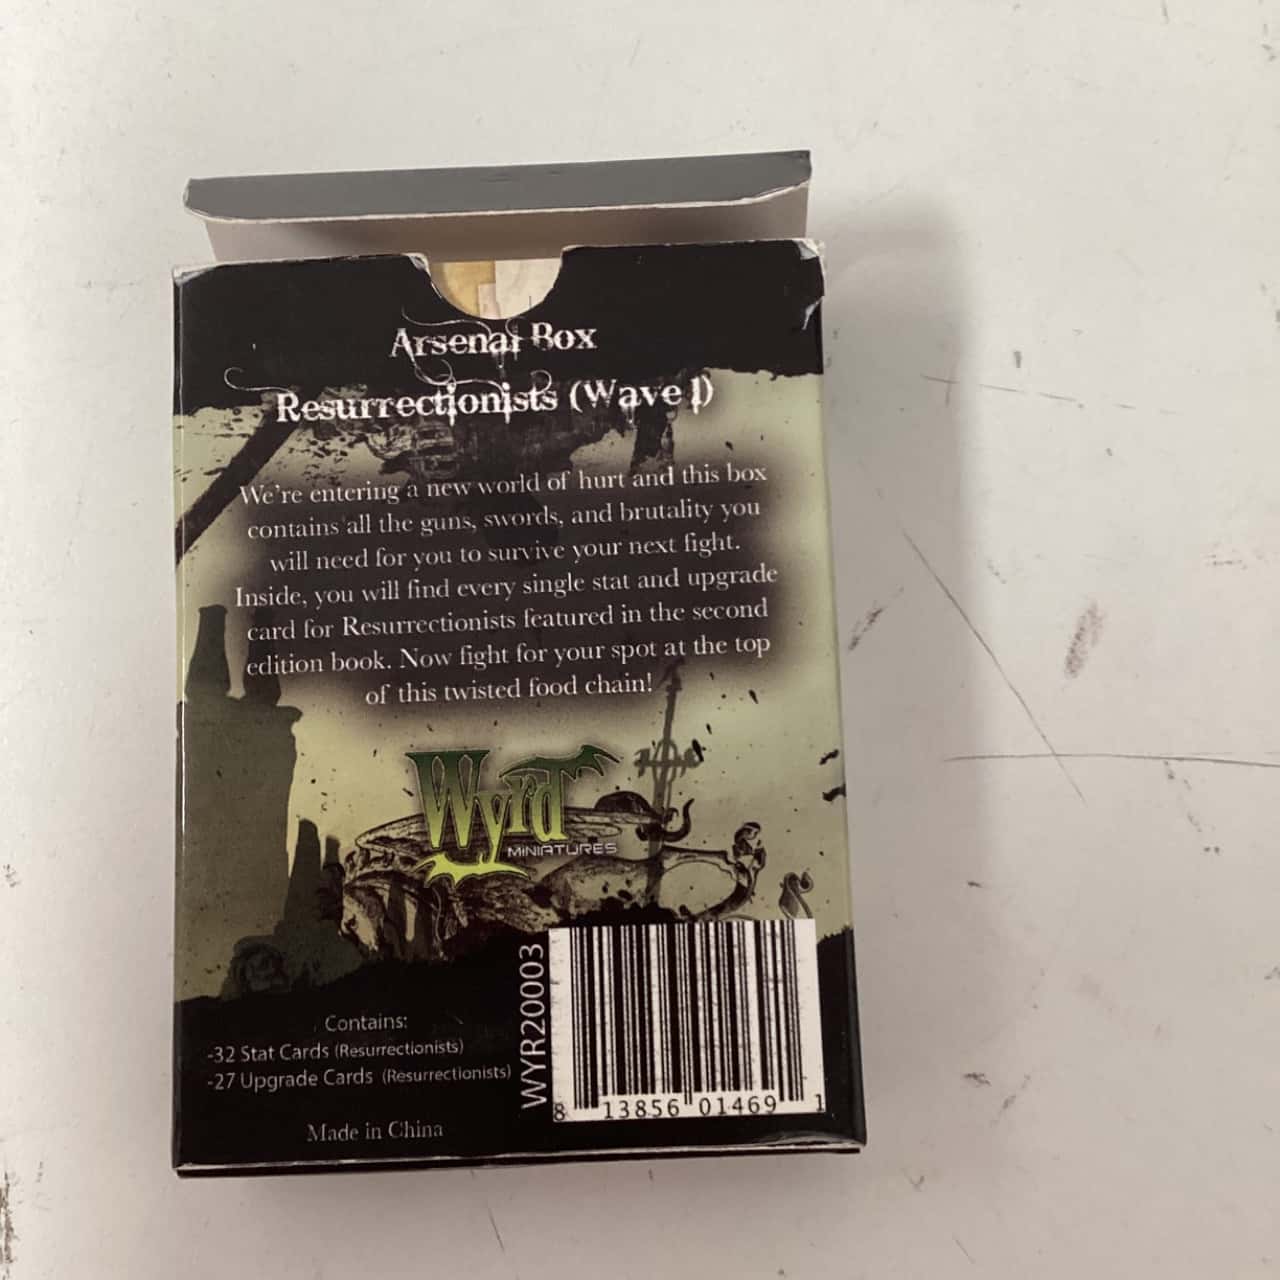 Arsenal Box
Resurrectionists (Wave 1)
We're entering a new world of hurt and this box
contains all the guns, swords, and brutality you
will need for you to survive your next fight.
Inside, you will find every single stat and upgrade
card for Resurrectionists featured in the second
edition book. Now fight for your spot at the top
of this twisted food chain!
Wyrd
MINIATURES
WYR20003
Contains:
-32 Stat Cards (Resurrectionists)
-27 Upgrade Cards (Resurrectionists)
Made in China
8 13856 01469 1